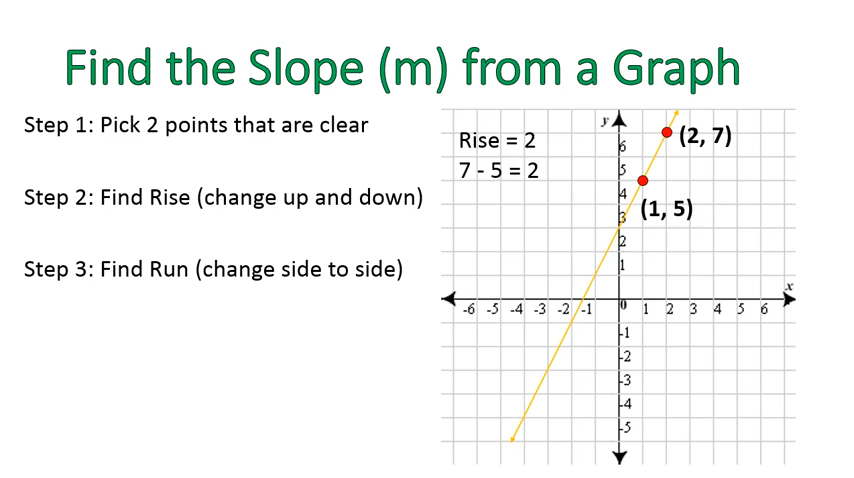 Find the Slope (m) from a Graph
Step 1: Pick 2 points that are clear
Step 2: Find Rise (change up and down)
Step 3: Find Run (change side to side)
Rise = 2
7 - 5 = 2
y
(2, 7)
6
5
4
(1, 5)
3
2
1
x
-6 -5 -4 -3 -2 -1 0 1 2 3 4 5 6
-1
-2
-3
-4
-5